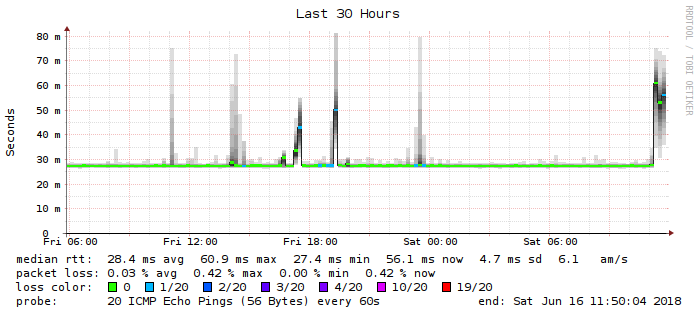 Last 30 Hours
RRDTOOL / TOBI OETIKER
Seconds
80 m
70 m
60 m
50 m
40 m
30 m
20 m
10 m
0
Fri 06:00 Fri 12:00 Fri 18:00 Sat 00:00 Sat 06:00
median rtt: 28.4 ms avg 60.9 ms max 27.4 ms min 56.1 ms now 4.7 ms sd 6.1 am/s
packet loss: 0.03 % avg 0.42 % max 0.00 % min 0.42 % now
loss color: 0 1/20 2/20 3/20 4/20 10/20 19/20
probe: 20 ICMP Echo Pings (56 Bytes) every 60s end: Sat Jun 16 11:50:04 2018